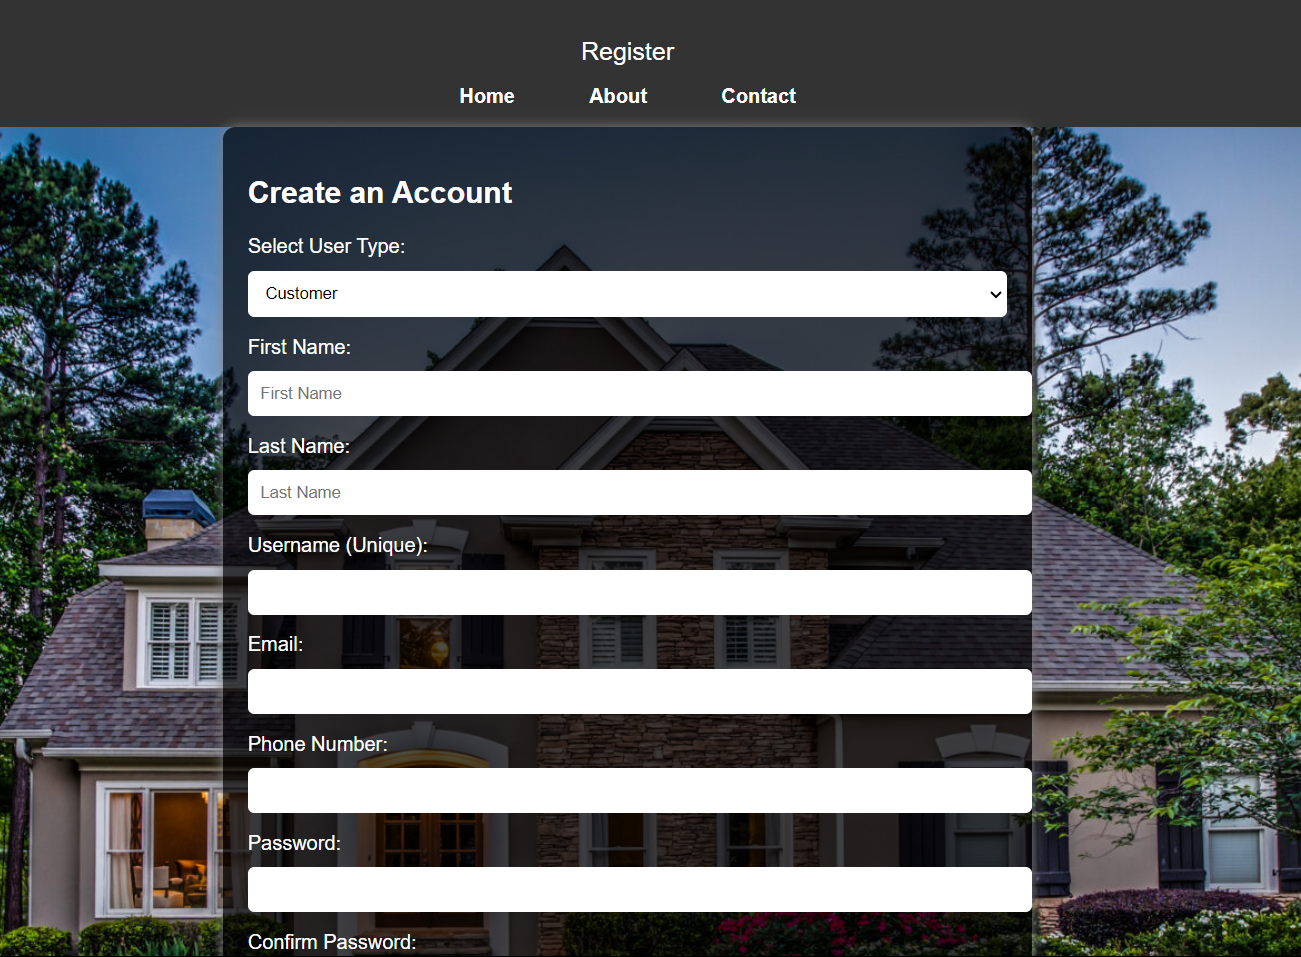 Register
Home About Contact
Create an Account
Select User Type:
Customer
First Name:
First Name
Last Name:
Last Name
Username (Unique):
Email:
Phone Number:
Password:
Confirm Password: